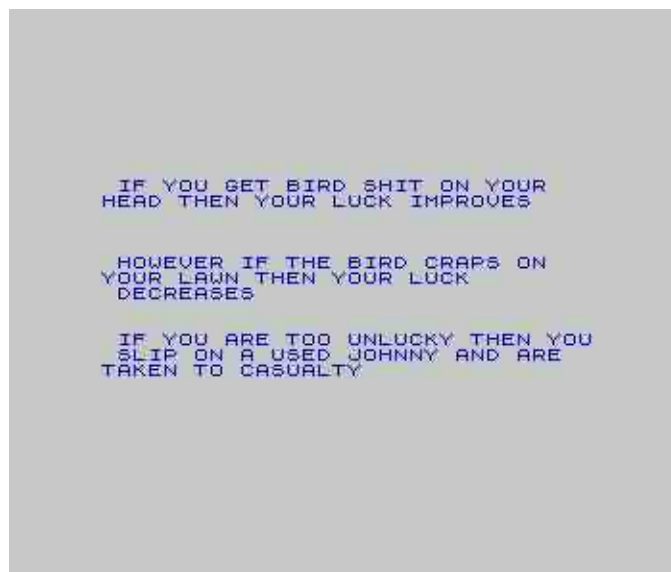 IF YOU GET BIRD SHIT ON YOUR
HEAD THEN YOUR LUCK IMPROVES
HOWEVER IF THE BIRD CRAPS ON
YOUR LAWN THEN YOUR LUCK
DECREASES
IF YOU ARE TOO UNLUCKY THEN YOU
SLIP ON A USED JOHNNY AND ARE
TAKEN TO CASUALTY